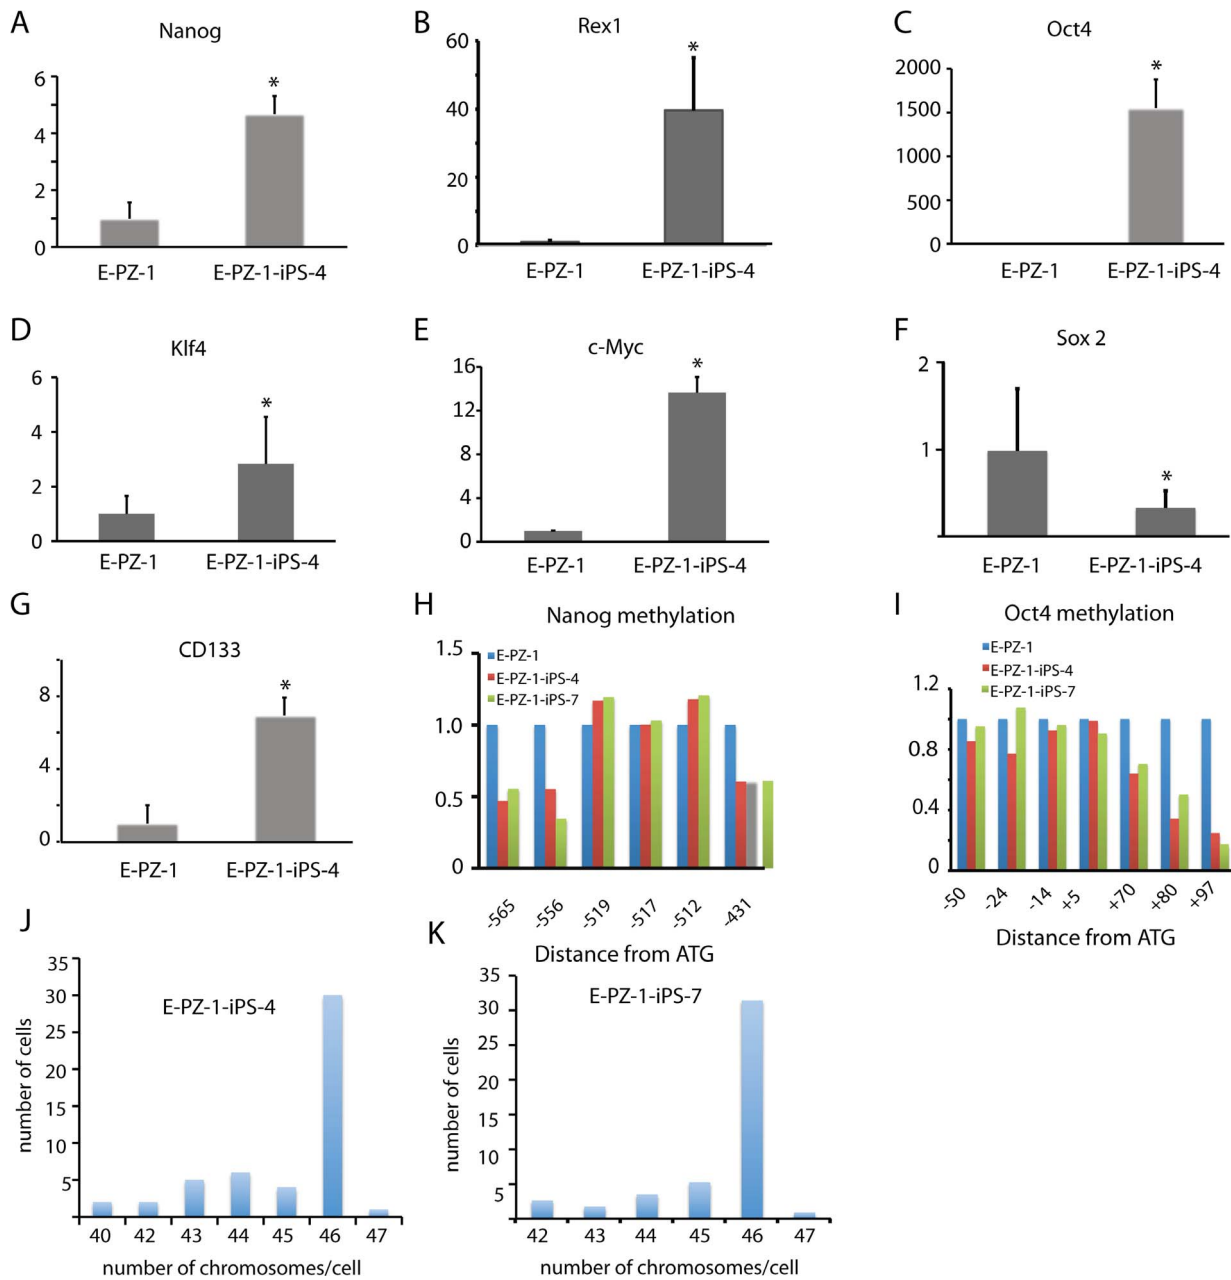 A
Nanog
6
4
2
0
E-PZ-1
E-PZ-1-iPS-4
*
B
Rex1
60
40
20
0
E-PZ-1
E-PZ-1-iPS-4
*
C
Oct4
2000
1500
1000
500
0
E-PZ-1
E-PZ-1-iPS-4
*
D
Klf4
6
4
2
0
E-PZ-1
E-PZ-1-iPS-4
*
E
c-Myc
16
12
8
4
0
E-PZ-1
E-PZ-1-iPS-4
*
F
Sox 2
2
1
E-PZ-1
E-PZ-1-iPS-4
*
G
CD133
8
4
0
E-PZ-1
E-PZ-1-iPS-4
*
H
Nanog methylation
E-PZ-1
E-PZ-1-iPS-4
E-PZ-1-iPS-7
1.5
1.0
0.5
0
-565
-556
-519
-517
-512
-431
Distance from ATG
I
Oct4 methylation
E-PZ-1
E-PZ-1-iPS-4
E-PZ-1-iPS-7
1.2
0.8
0.4
0
-50
-24
-14
+5
+70
+80
+97
Distance from ATG
J
E-PZ-1-iPS-4
number of cells
35
30
25
20
15
10
5
40
42
43
44
45
46
47
number of chromosomes/cell
K
E-PZ-1-iPS-7
number of cells
35
30
25
20
15
10
5
42
43
44
45
46
47
number of chromosomes/cell